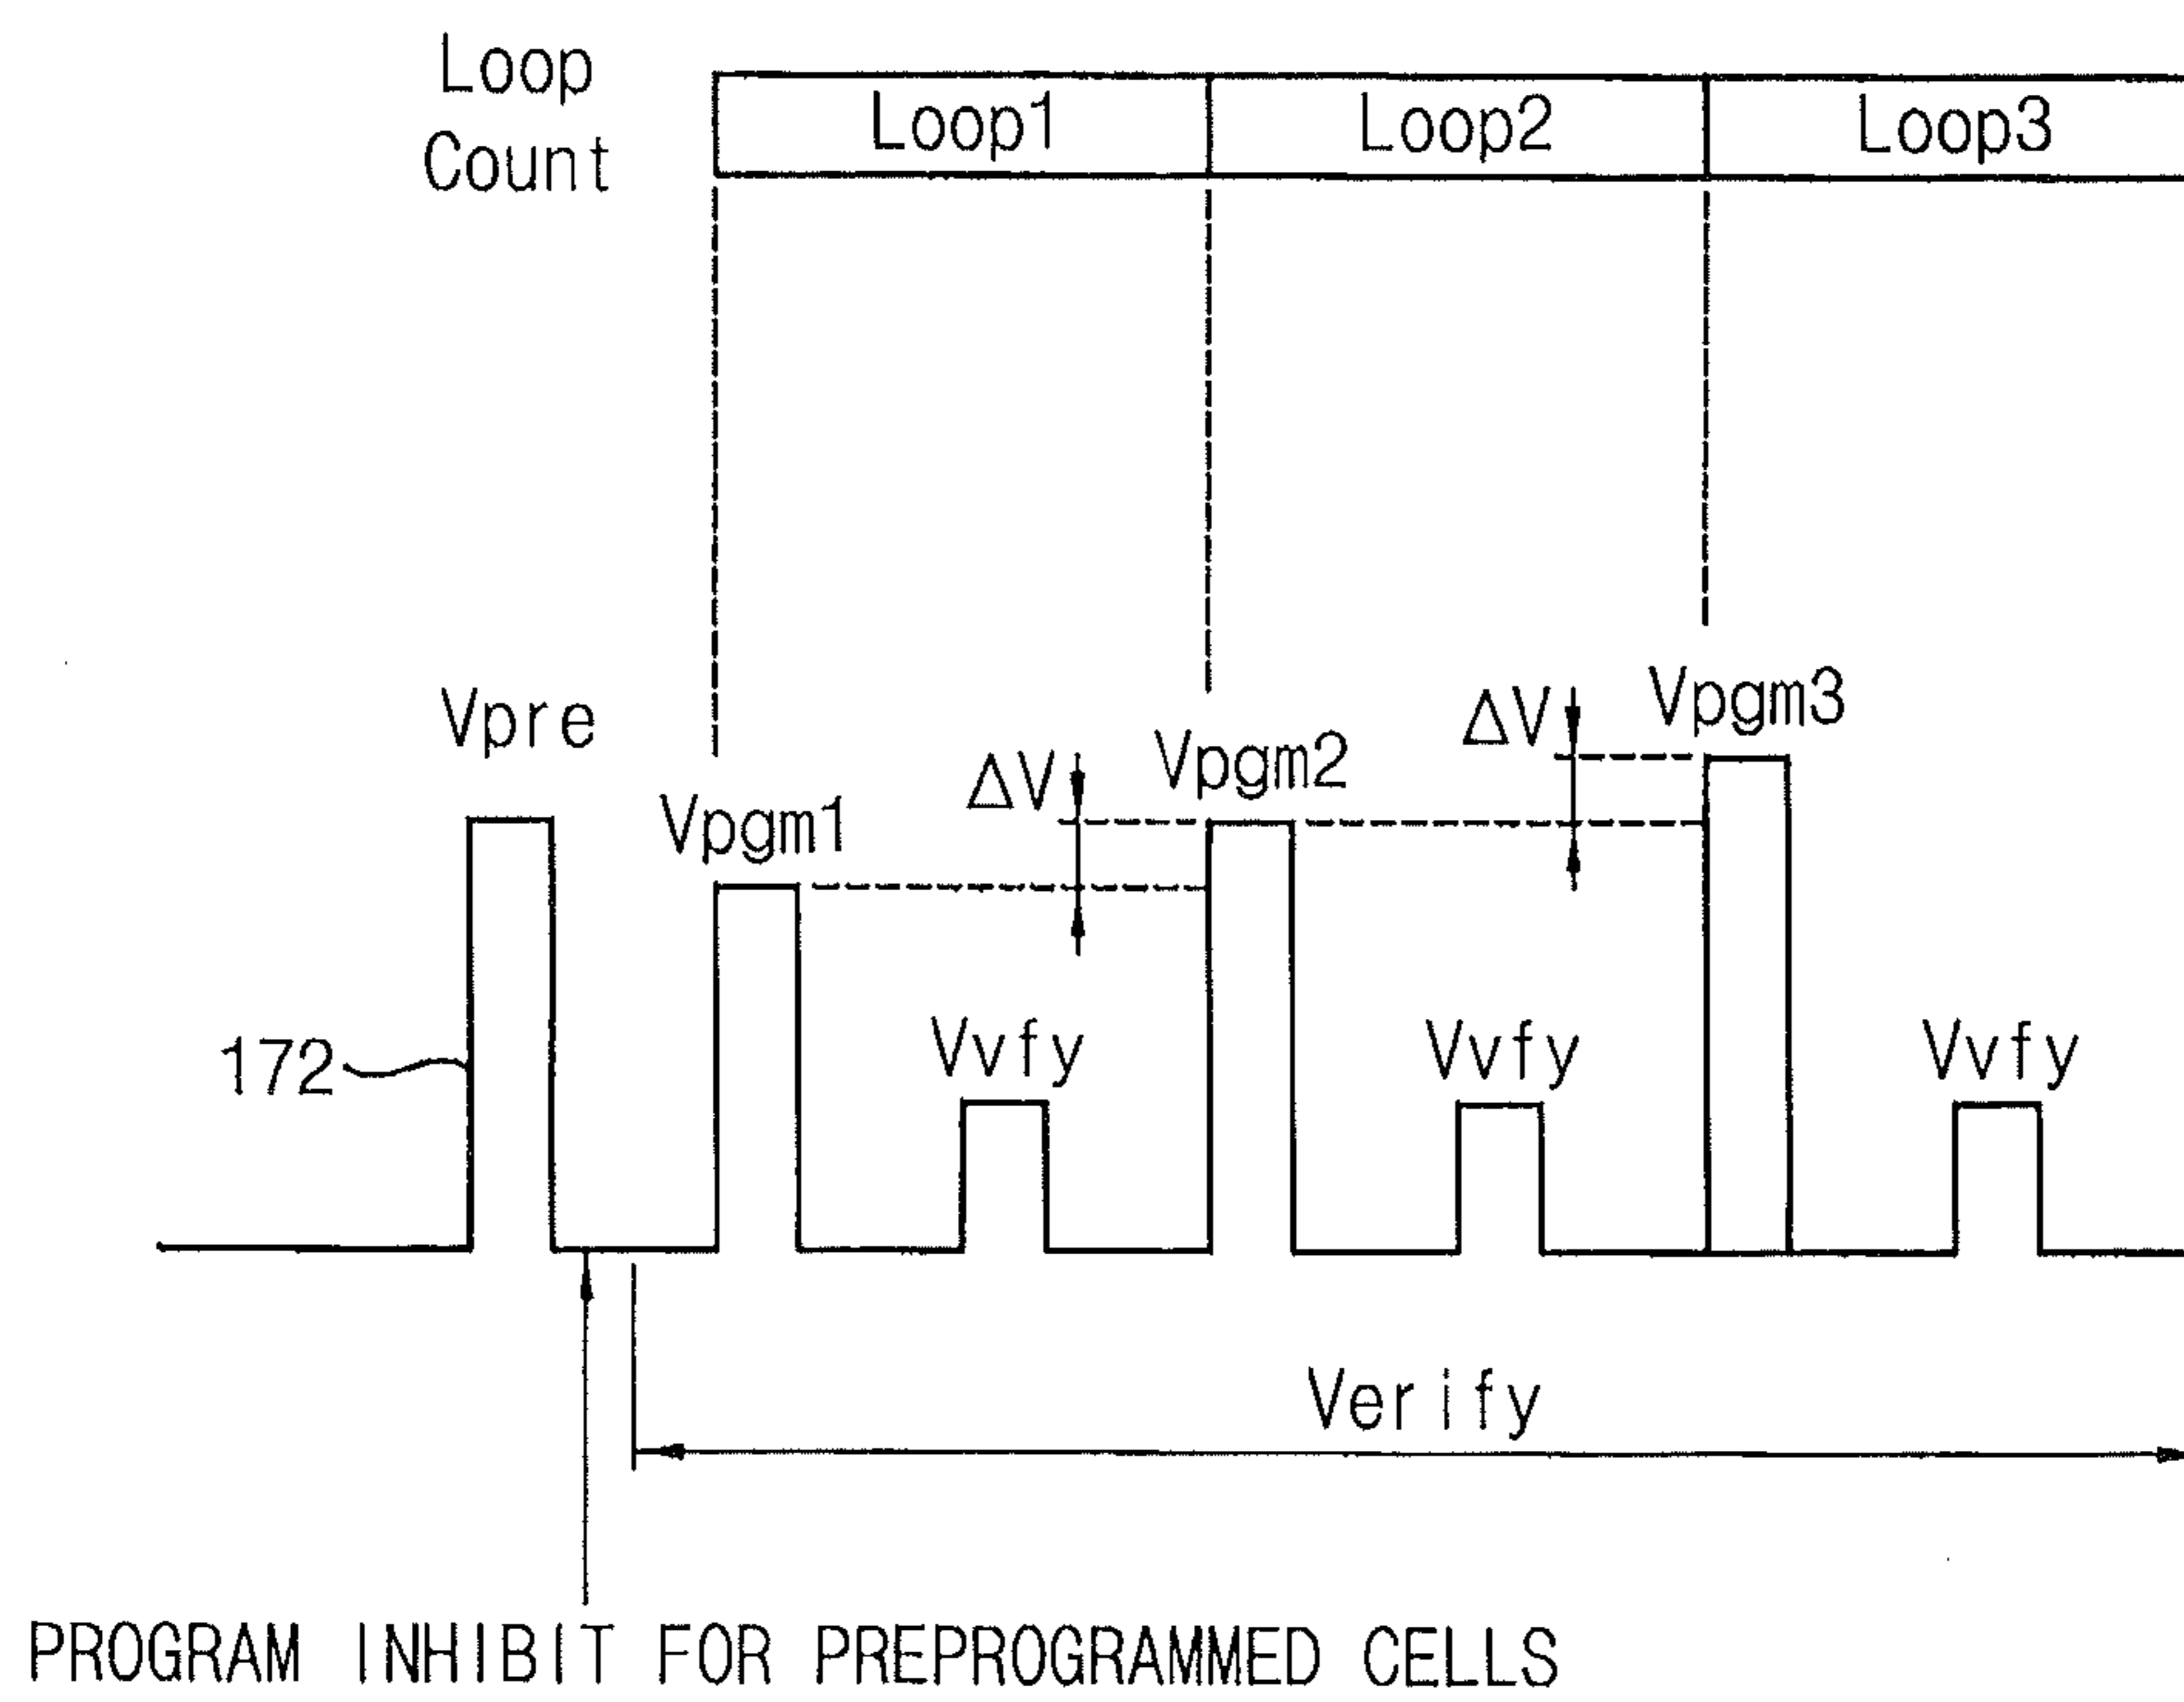 Loop
Count
Loop1 Loop2 Loop3
Vpre
Vpgm1
ΔV
Vpgm2
ΔV
Vpgm3
172
Vvfy Vvfy Vvfy
Verify
PROGRAM INHIBIT FOR PREPROGRAMMED CELLS